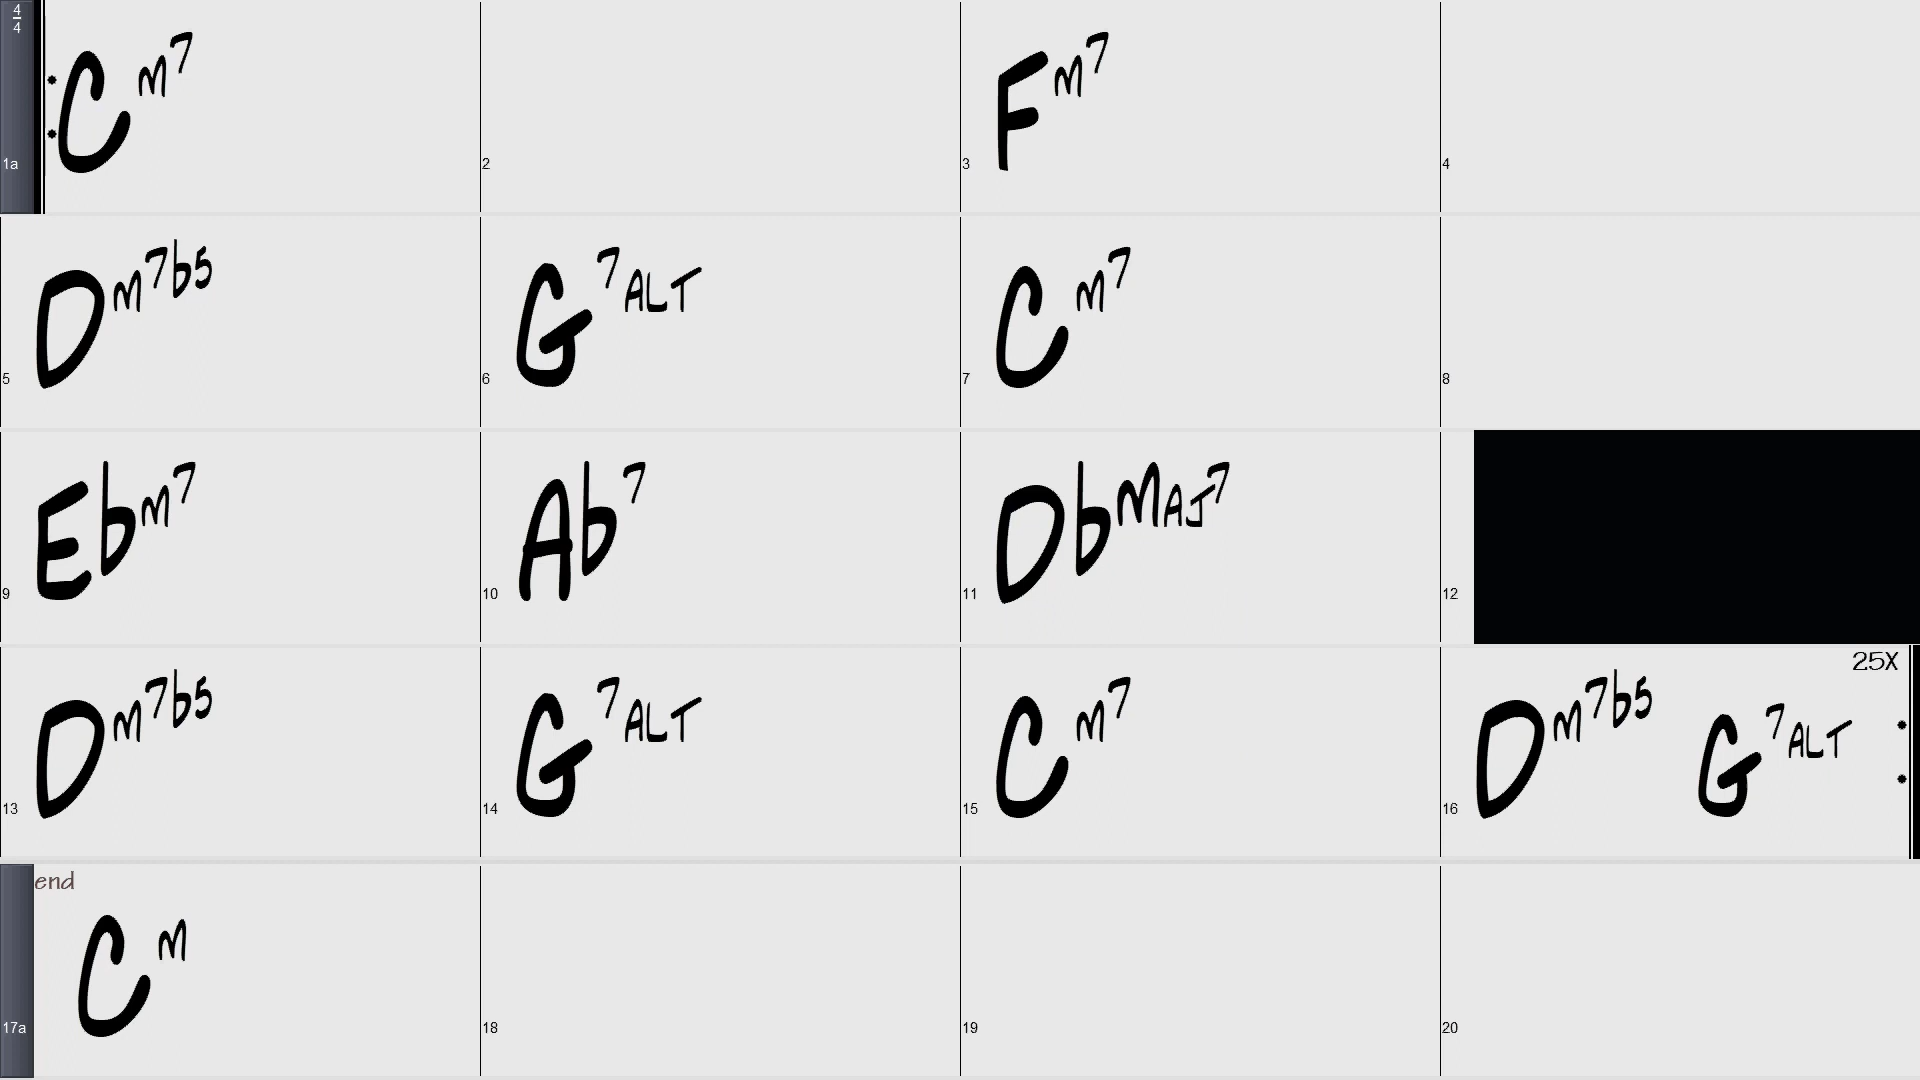 4
4
1a Cm7 2 3 Fm7 4
5 Dm7b5 6 G7ALT 7 Cm7 8
9 Ebm7 10 Ab7 11 DbMAJ7 12
25X
13 Dm7b5 14 G7ALT 15 Cm7 16 Dm7b5 G7ALT
end
17a Cm 18 19 20